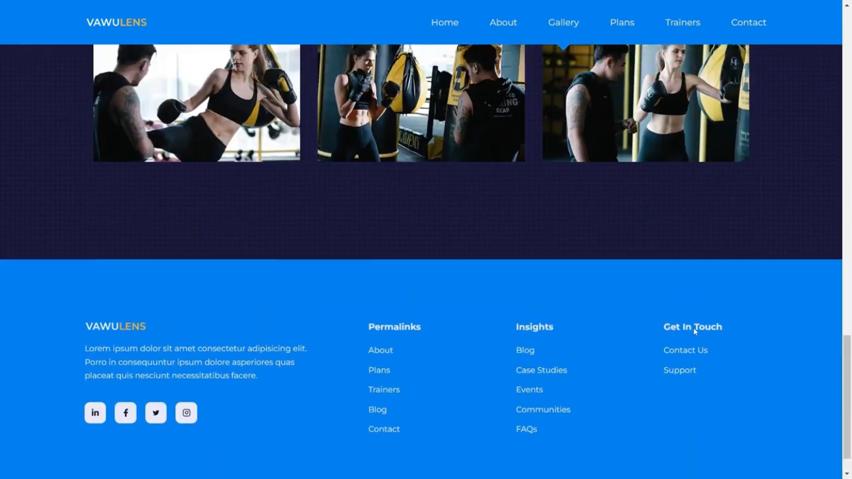 VAWULENS
Home About Gallery Plans Trainers Contact
VAWULENS
Lorem ipsum dolor sit amet consectetur adipisicing elit.
Porro in consequuntur ipsum dolore asperiores quas
placeat quis nesciunt necessitatibus facere.
in f
Permalinks
About
Plans
Trainers
Blog
Contact
Insights
Blog
Case Studies
Events
Communities
FAQs
Get In Touch
Contact Us
Support